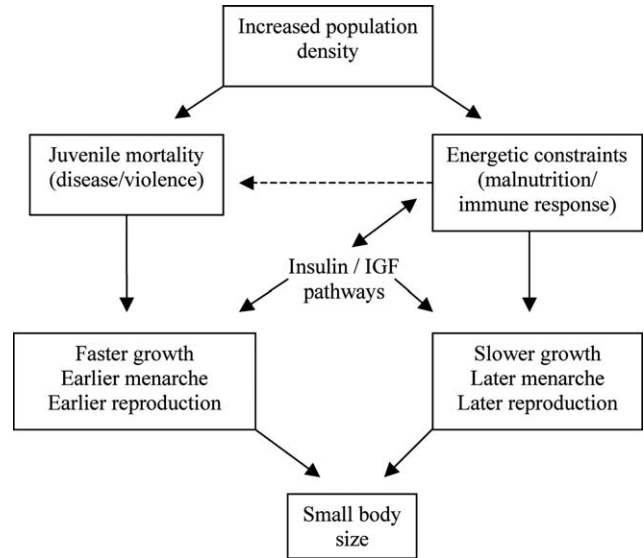 Increased population
density
Juvenile mortality
(disease/violence)
Energetic constraints
(malnutrition/
immune response)
Insulin / IGF
pathways
Faster growth
Earlier menarche
Earlier reproduction
Slower growth
Later menarche
Later reproduction
Small body
size